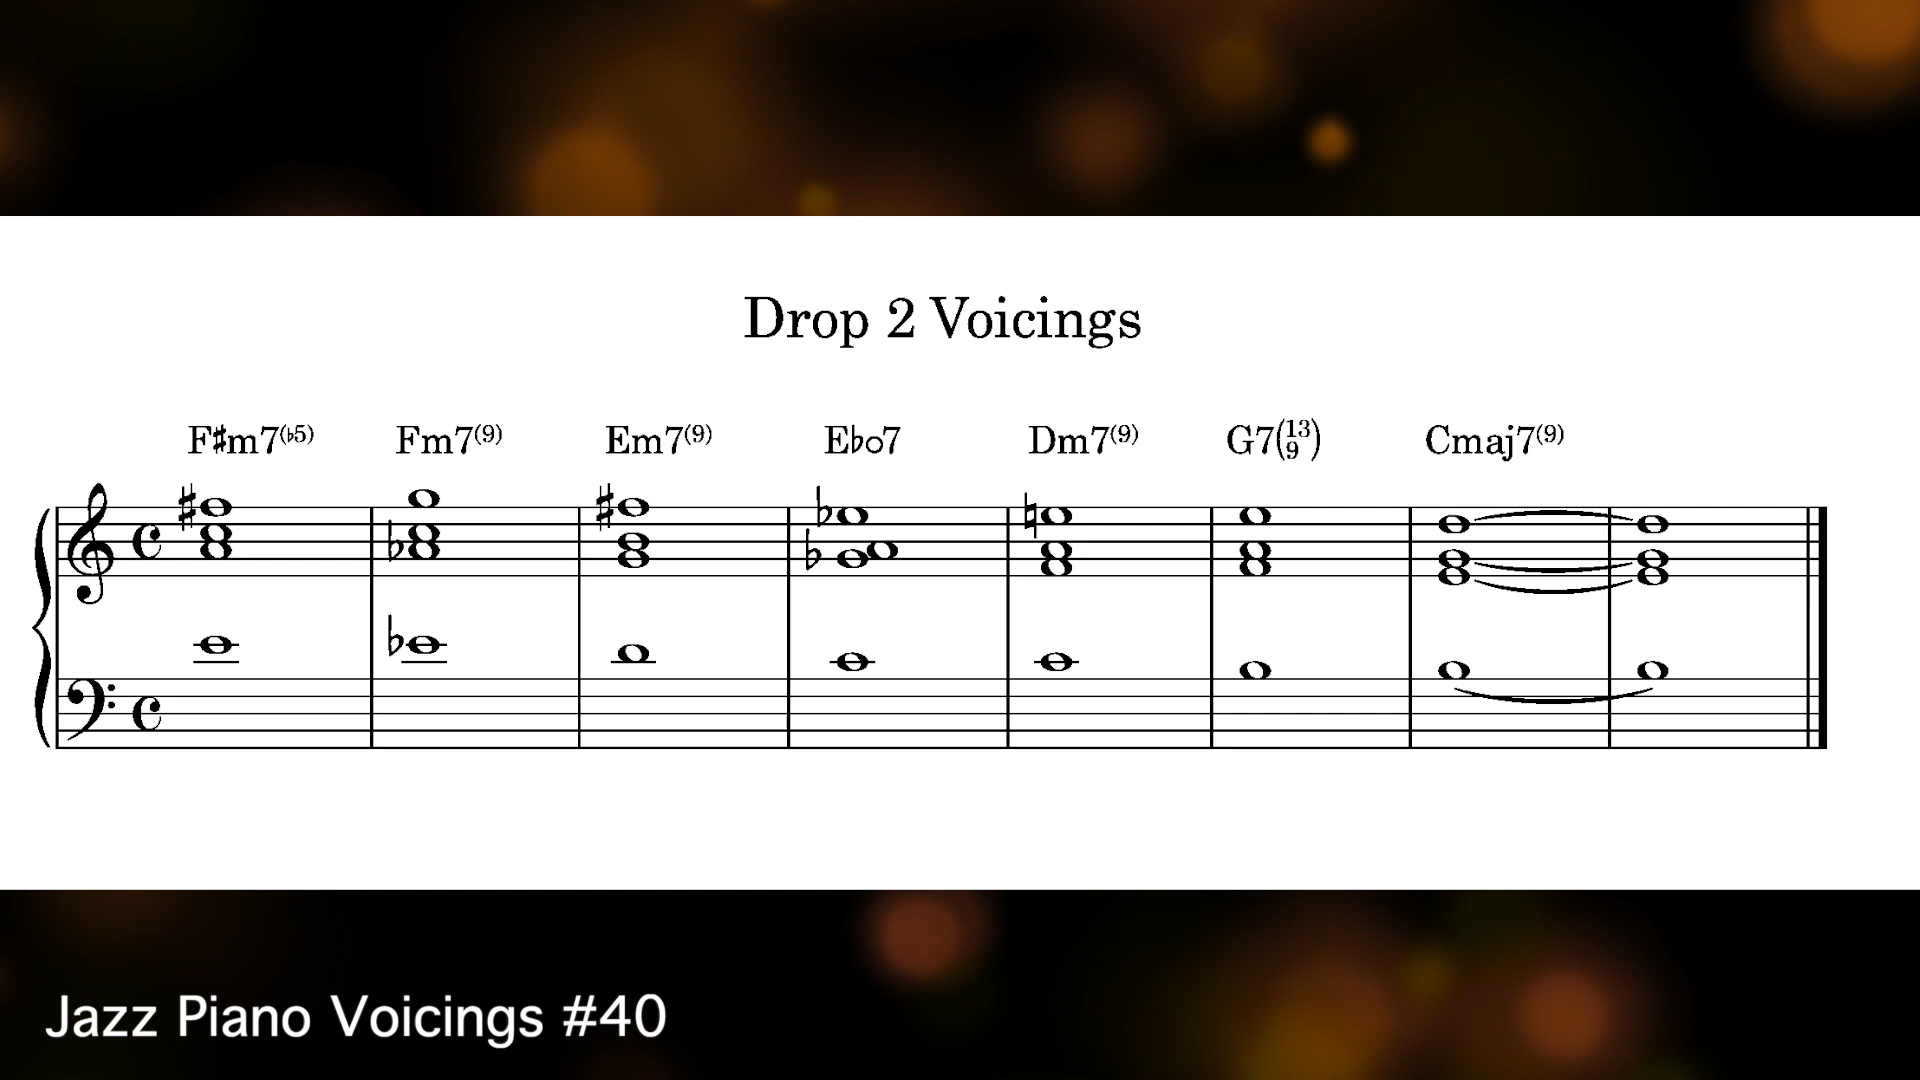 Drop 2 Voicings
F♯m7(♭5) Fm7(9) Em7(9) E♭o7 Dm7(9) G7(13 9) Cmaj7(9)
Jazz Piano Voicings #40